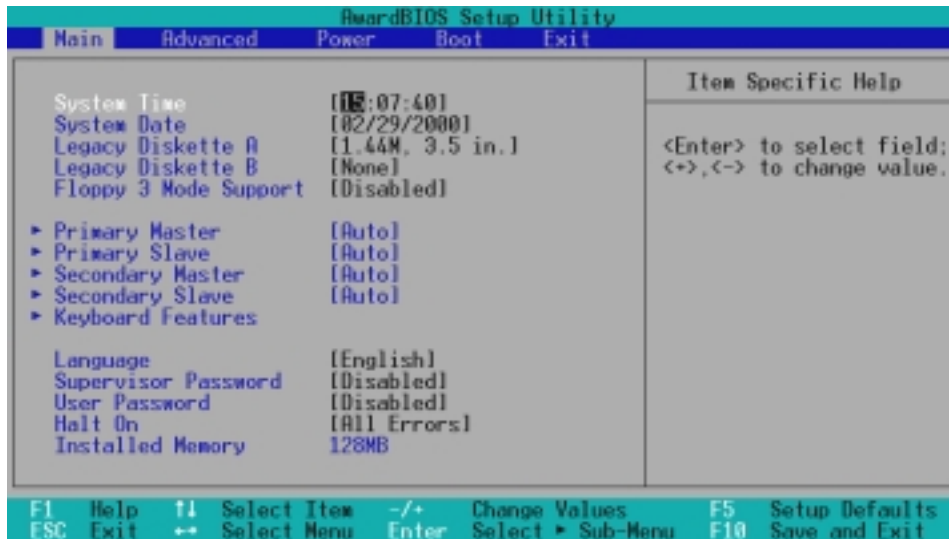 AwardBIOS Setup Utility
Main Advanced Power Boot Exit
System Time [15:07:40]
System Date [02/29/2000]
Legacy Diskette A [1.44M, 3.5 in.]
Legacy Diskette B [None]
Floppy 3 Mode Support [Disabled]
► Primary Master [Auto]
► Primary Slave [Auto]
► Secondary Master [Auto]
► Secondary Slave [Auto]
► Keyboard Features
Language [English]
Supervisor Password [Disabled]
User Password [Disabled]
Halt On [All Errors]
Installed Memory 128MB
Item Specific Help
<Enter> to select field;
<+>,<-> to change value.
F1 Help ↑↓ Select Item -/+ Change Values F5 Setup Defaults
ESC Exit ←→ Select Menu Enter Select ► Sub-Menu F10 Save and Exit